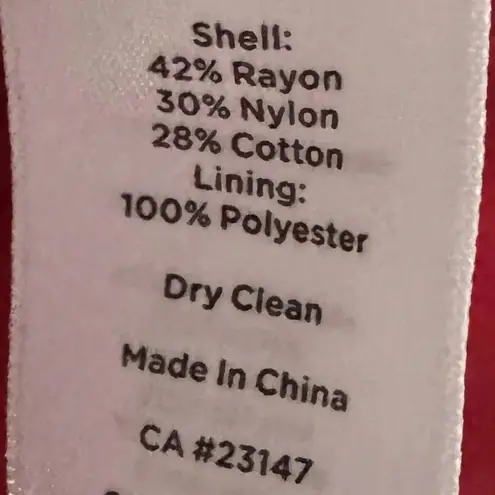 Shell:
42% Rayon
30% Nylon
28% Cotton
Lining:
100% Polyester
Dry Clean
Made In China
CA #23147